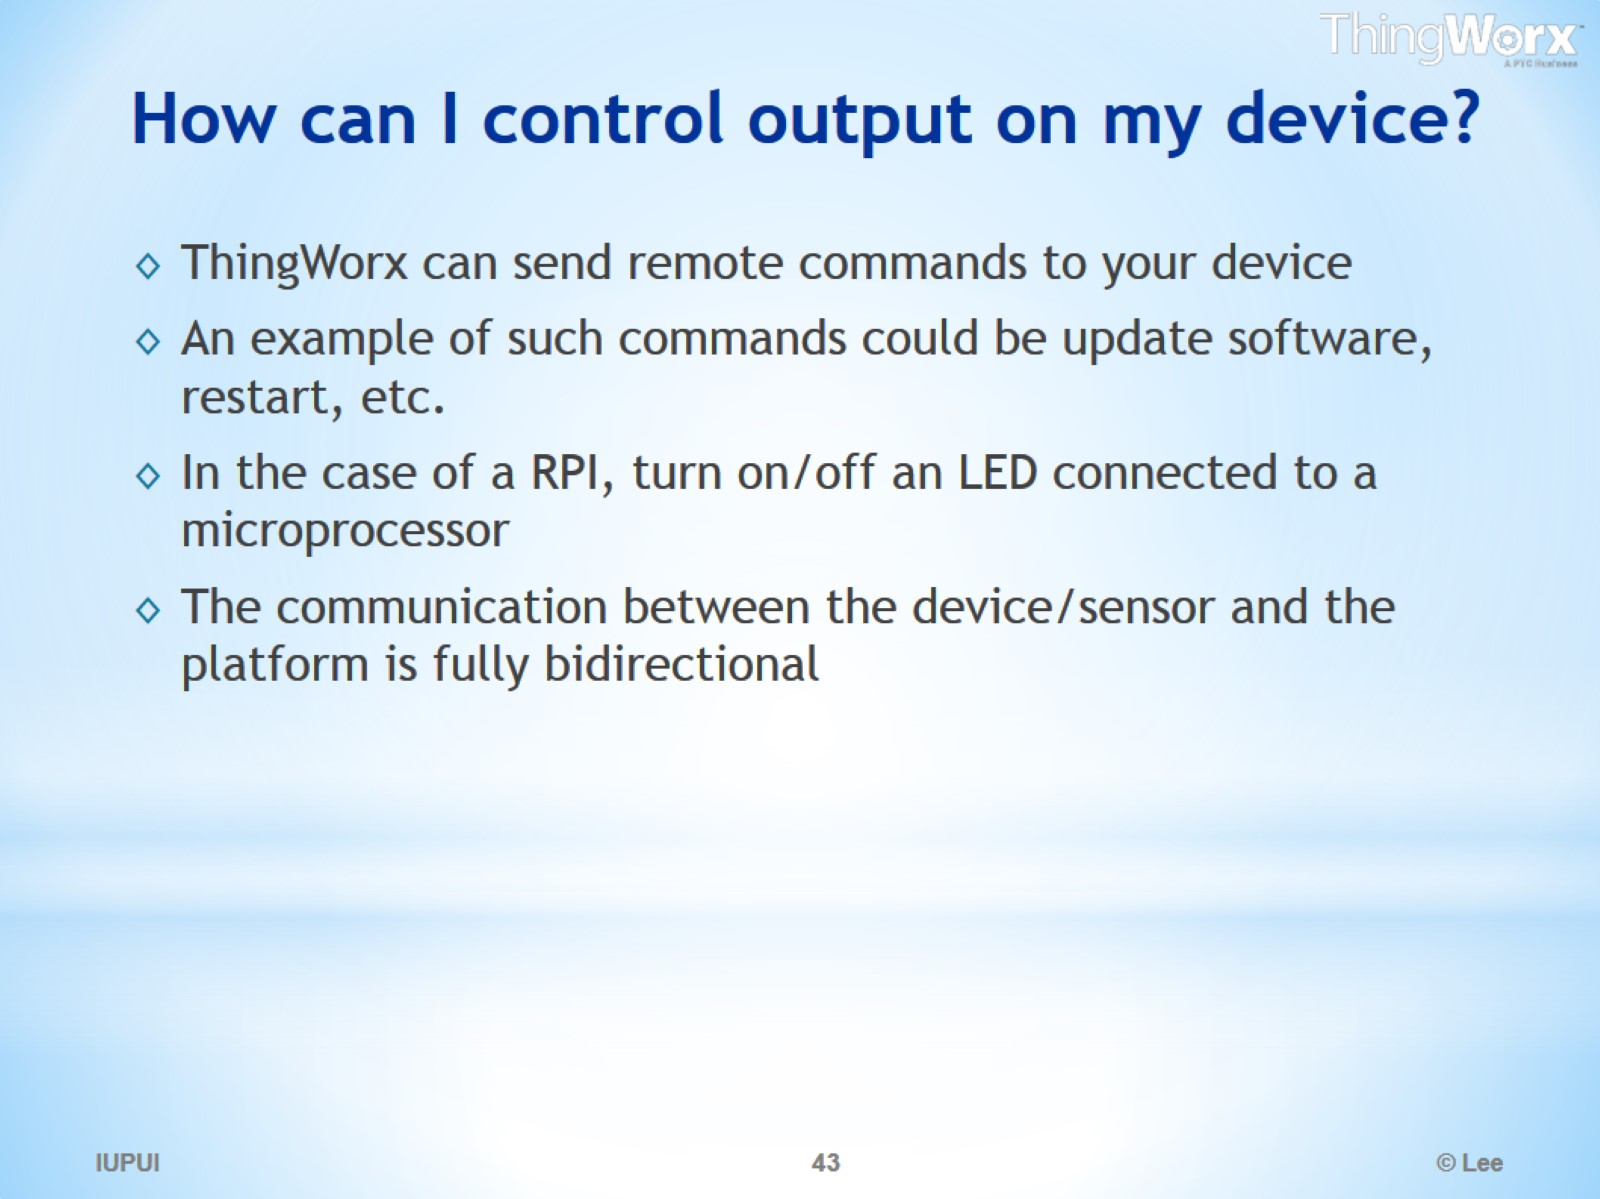 ThingWorx
A PTC Business
How can I control output on my device?
◇ ThingWorx can send remote commands to your device
◇ An example of such commands could be update software,
restart, etc.
◇ In the case of a RPI, turn on/off an LED connected to a
microprocessor
◇ The communication between the device/sensor and the
platform is fully bidirectional
IUPUI
43
© Lee